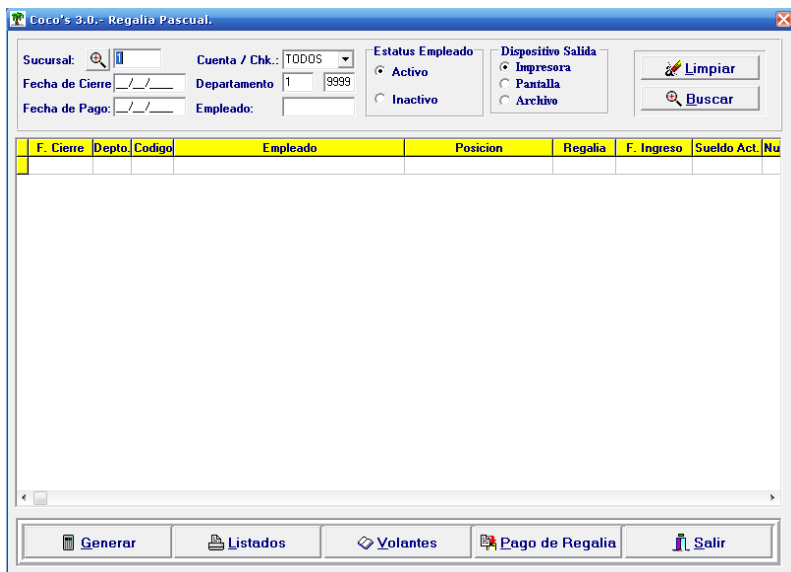 Coco's 3.0.- Regalia Pascual.
Sucursal: 1
Cuenta / Chk.: TODOS
Fecha de Cierre __/__/____
Departamento 1 9999
Fecha de Pago: __/__/____
Empleado:
Estatus Empleado
Activo
Inactivo
Dispositivo Salida
Impresora
Pantalla
Archivo
Limpiar
Buscar
F. Cierre Depto. Codigo Empleado Posicion Regalia F. Ingreso Sueldo Act. Nu
Generar Listados Volantes Pago de Regalia Salir